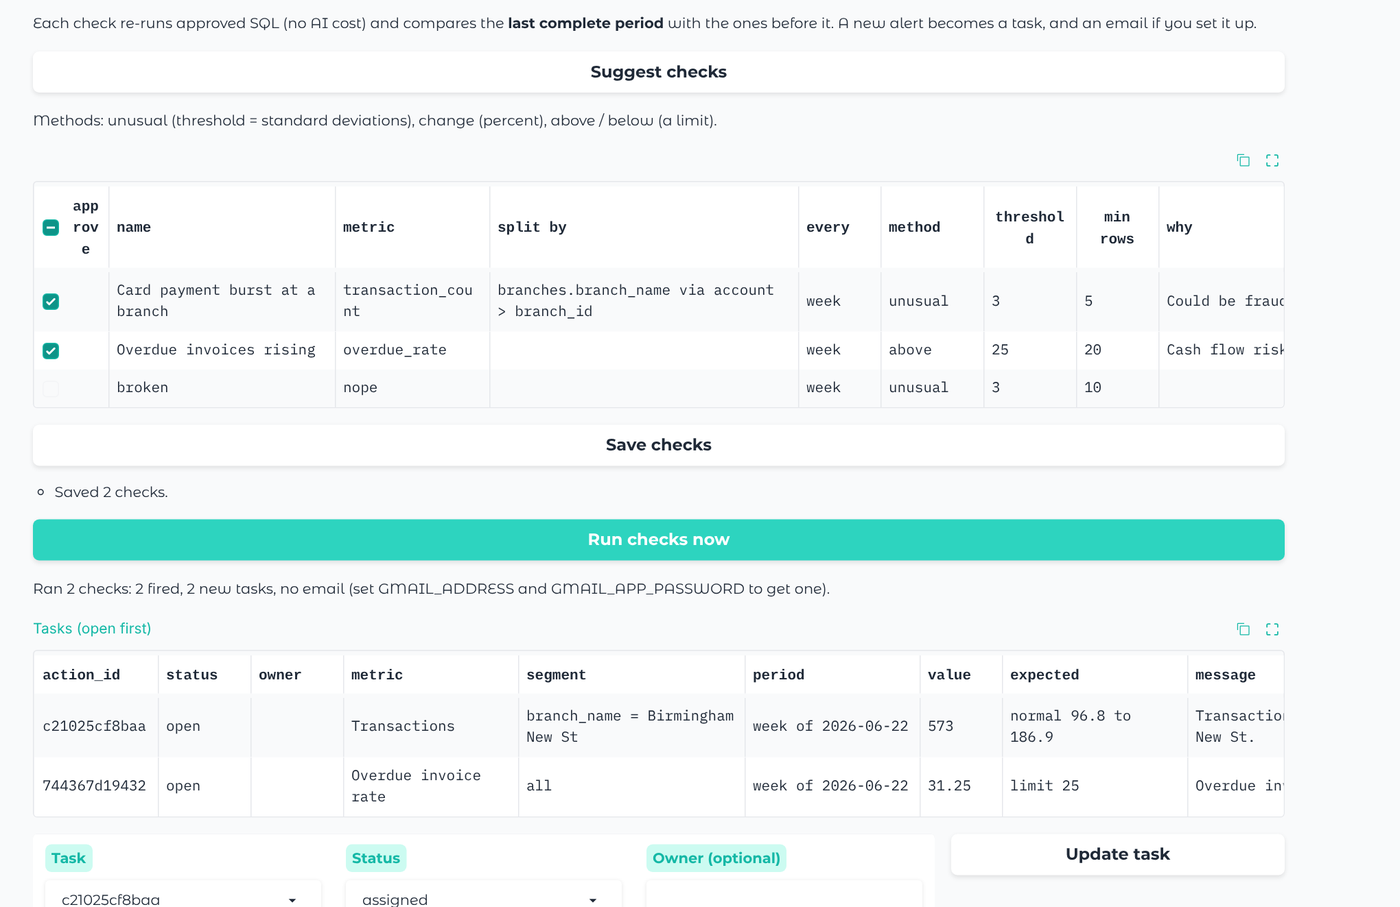 Each check re-runs approved SQL (no AI cost) and compares the last complete period with the ones before it. A new alert becomes a task, and an email if you set it up.
Suggest checks
Methods: unusual (threshold = standard deviations), change (percent), above / below (a limit).
app
rov
e
name
metric
split by
every
method
threshol
d
min
rows
why
Card payment burst at a
branch
transaction_cou
nt
branches.branch_name via account
> branch_id
week
unusual
3
5
Could be fraud
Overdue invoices rising
overdue_rate
week
above
25
20
Cash flow risk
broken
nope
week
unusual
3
10
Save checks
Saved 2 checks.
Run checks now
Ran 2 checks: 2 fired, 2 new tasks, no email (set GMAIL_ADDRESS and GMAIL_APP_PASSWORD to get one).
Tasks (open first)
action_id
status
owner
metric
segment
period
value
expected
message
c21025cf8baa
open
Transactions
branch_name = Birmingham
New St
week of 2026-06-22
573
normal 96.8 to
186.9
Transaction
New St.
744367d19432
open
Overdue invoice
rate
all
week of 2026-06-22
31.25
limit 25
Overdue inv
Task
Status
Owner (optional)
Update task
c21025cf8baa
assigned